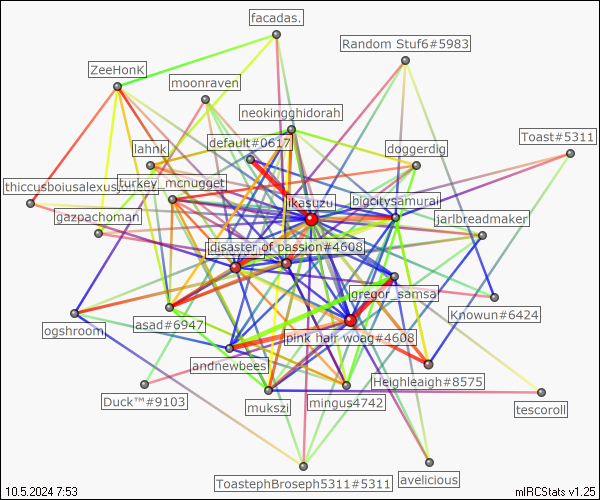 facadas.
Random Stuf6#5983
ZeeHonK
moonraven
neokingghidorah
default#0617
Toast#5311
lahnk
doggerdig
turkey_mcnugget
likasuzu
bigcitysamurai
gazpachoman
jarlbreadmaker
disaster of passion#4608
gregor_samsa
Knowun#6424
ogshroom
asad#6947
pink hair woag#4608
andnewbees
Heighleaigh#8575
Duck™#9103
mukszi
mingus4742
tescoroll
ToastephBroseph5311#5311
avelicious
10.5.2024 7:53
mIRCStats v1.25